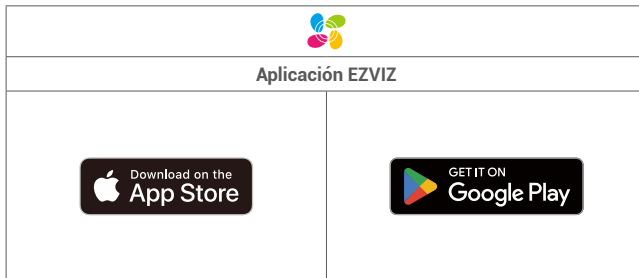 Aplicación EZVIZ
Download on the
App Store
GET IT ON
Google Play